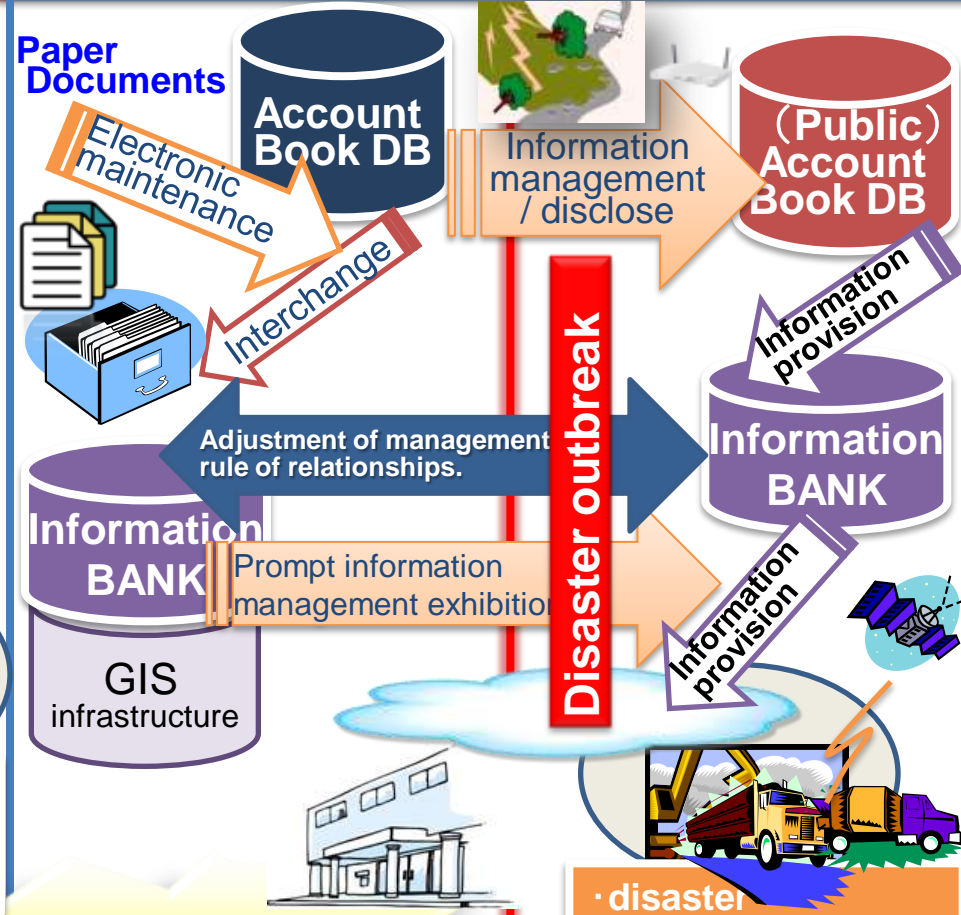 Paper
Documents
Account
Book DB
Electronic
maintenance
Information
management
/ disclose
（Public）
Account
Book DB
Interchange
Information
provision
Adjustment of management
rule of relationships.
Disaster outbreak
Information
BANK
Information
BANK
Prompt information
management exhibition
Information
provision
GIS
infrastructure
・disaster